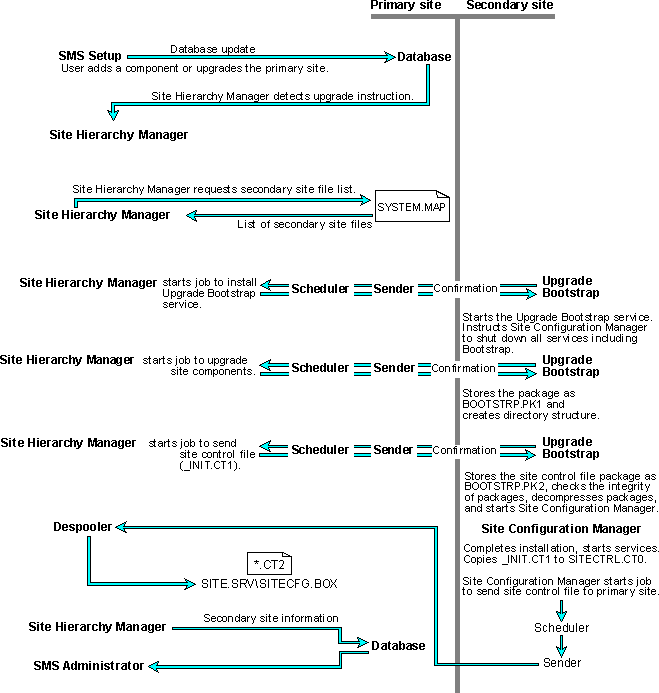 Primary site
Secondary site
Database update
SMS Setup
Database
User adds a component or upgrades the primary site.
Site Hierarchy Manager detects upgrade instruction.
Site Hierarchy Manager
Site Hierarchy Manager requests secondary site file list.
SYSTEM.MAP
Site Hierarchy Manager
List of secondary site files
Site Hierarchy Manager
starts job to install
Upgrade Bootstrap
service.
Scheduler
Sender
Confirmation
Upgrade
Bootstrap
Starts the Upgrade Bootstrap service.
Instructs Site Configuration Manager
to shut down all services including
Bootstrap.
Site Hierarchy Manager
starts job to upgrade
site components.
Scheduler
Sender
Confirmation
Upgrade
Bootstrap
Stores the package as
BOOTSTRP.PK1 and
creates directory structure.
Site Hierarchy Manager
starts job to send
site control file
(_INIT.CT1).
Scheduler
Sender
Confirmation
Upgrade
Bootstrap
Stores the site control file package as
BOOTSTRP.PK2, checks the integrity
of packages, decompresses packages,
and starts Site Configuration Manager.
Despooler
Site Configuration Manager
Completes installation, starts services.
Copies _INIT.CT1 to SITECTRL.CT0.
*.CT2
SITE.SRV\SITECFG.BOX
Site Configuration Manager starts job
to send site control file to primary site.
Scheduler
Sender
Secondary site information
Site Hierarchy Manager
Database
SMS Administrator